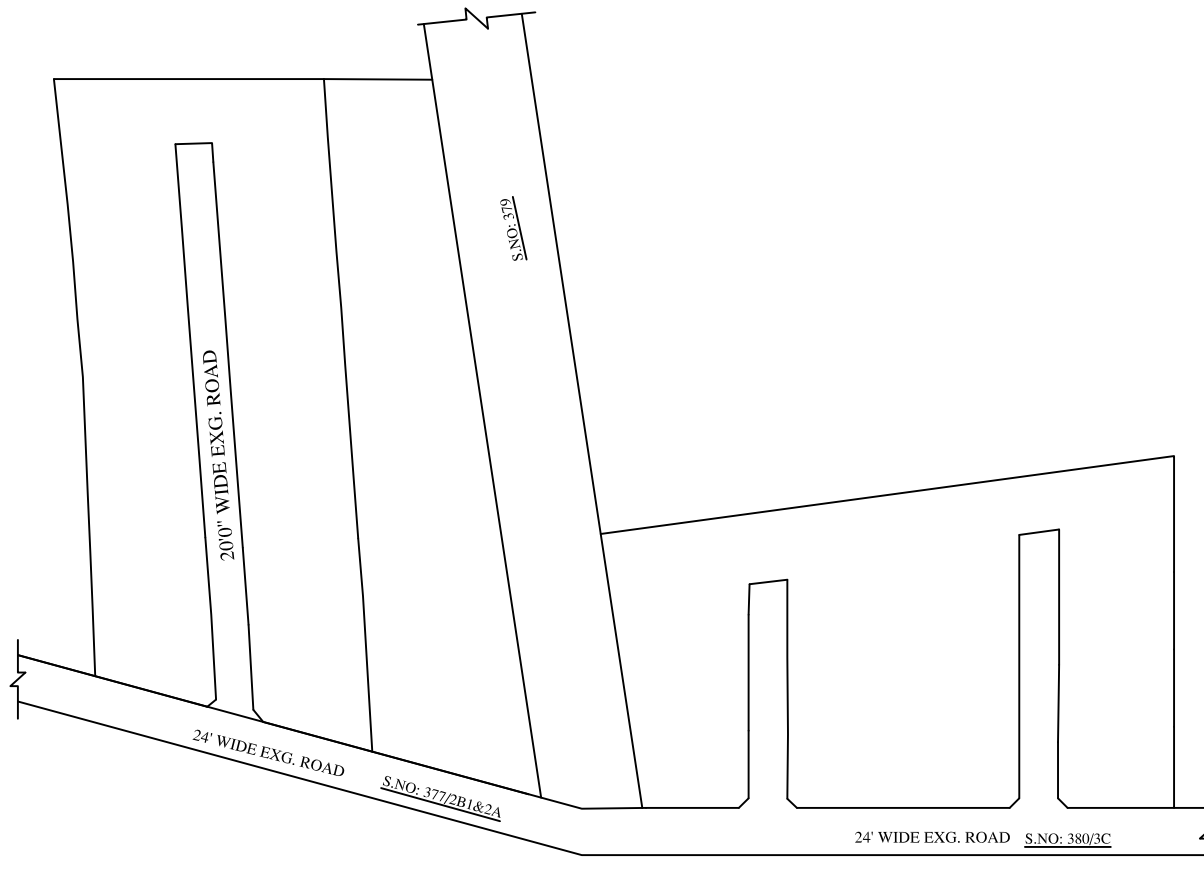 S.NO: 379
20'0" WIDE EXG. ROAD
24' WIDE EXG. ROAD
S.NO: 377/2B1&2A
24' WIDE EXG. ROAD S.NO: 380/3C